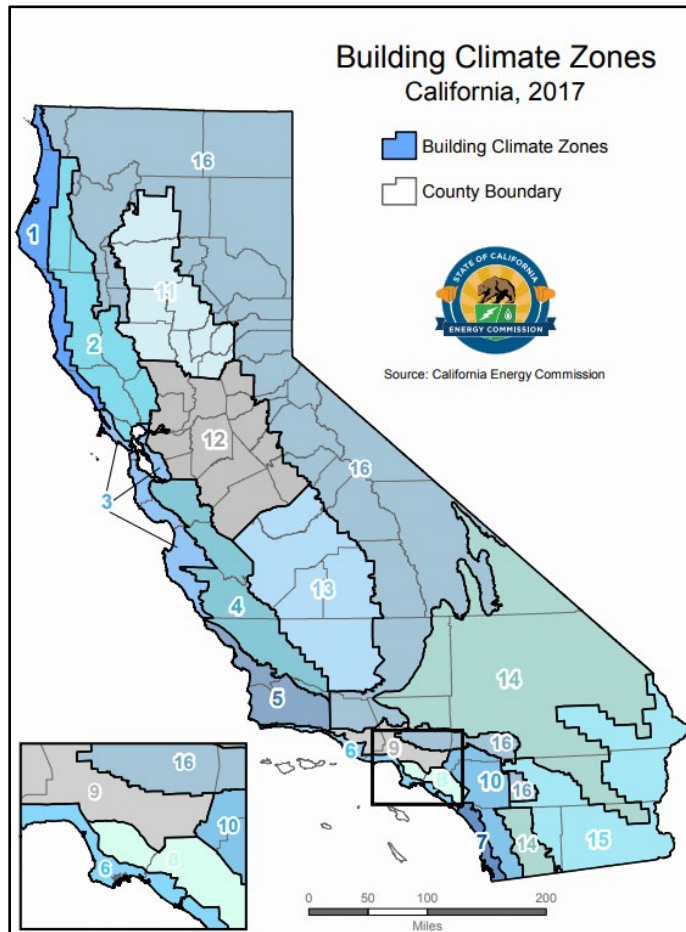 Building Climate Zones
California, 2017
Building Climate Zones
County Boundary
STATE OF CALIFORNIA
ENERGY COMMISSION
Source: California Energy Commission
16
1
11
2
12
16
3
13
4
14
5
6
9
16
8
10
16
7
14
15
16
9
10
8
6
0 50 100 200
Miles